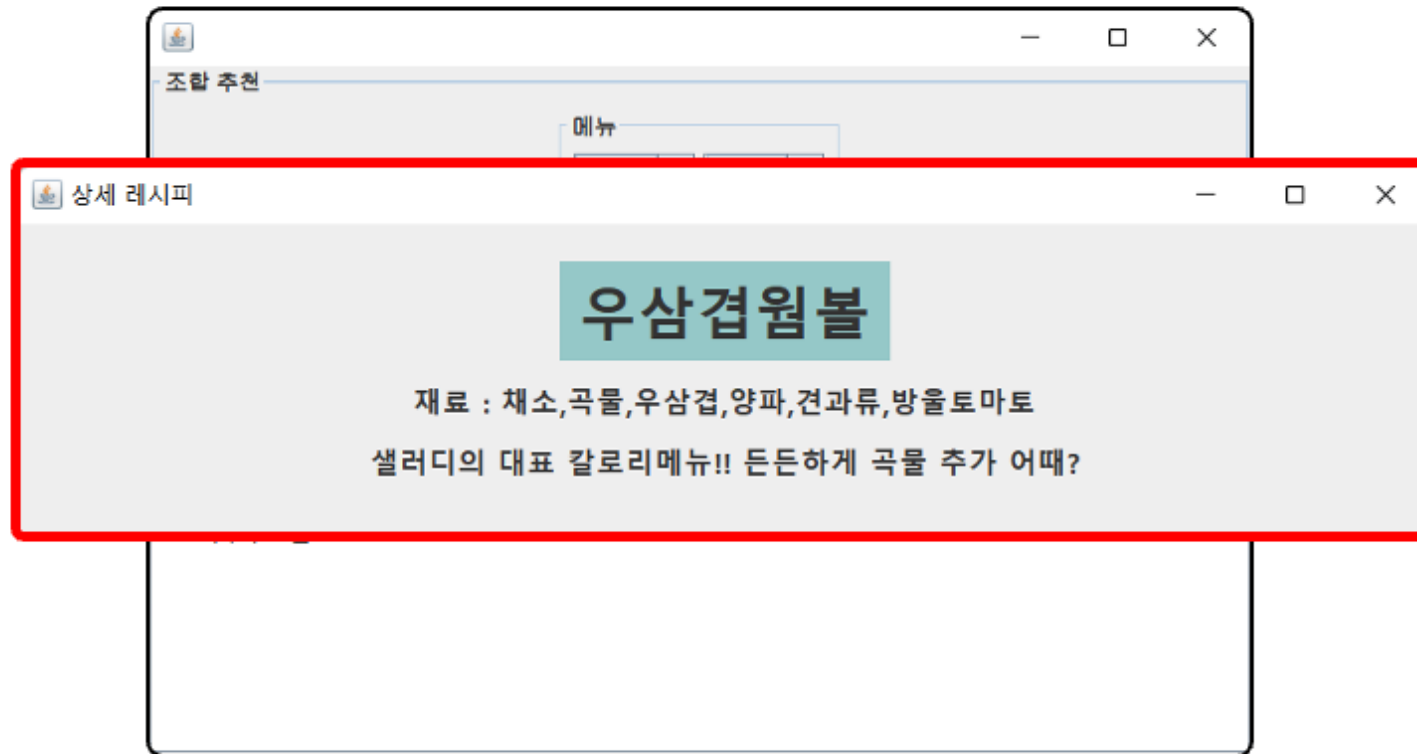 조합 추천
메뉴
상세 레시피
우삼겹웜볼
재료 : 채소,곡물,우삼겹,양파,견과류,방울토마토
샐러디의 대표 칼로리메뉴!! 든든하게 곡물 추가 어때?